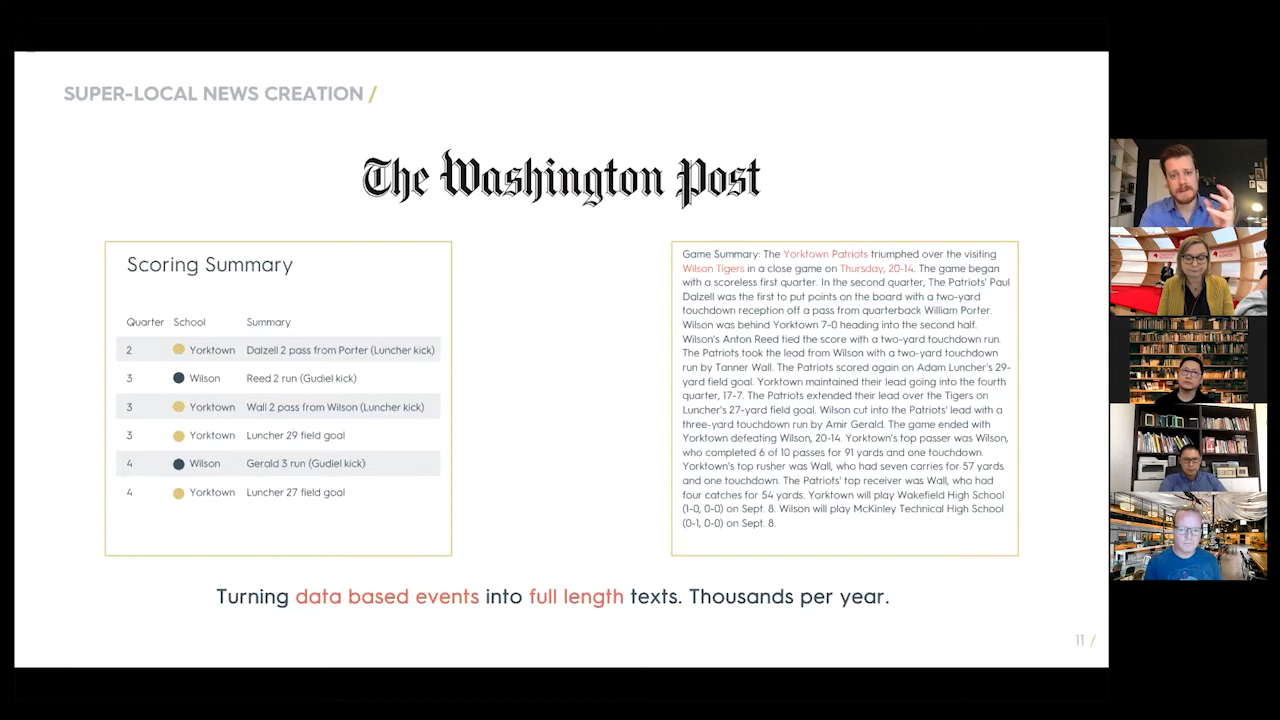 SUPER-LOCAL NEWS CREATION /
The Washington Post
Scoring Summary
Quarter School Summary
2 Yorktown Dalzell 2 pass from Porter (Luncher kick)
3 Wilson Reed 2 run (Gudiel kick)
3 Yorktown Wall 2 pass from Wilson (Luncher kick)
3 Yorktown Luncher 29 field goal
4 Wilson Gerald 3 run (Gudiel kick)
4 Yorktown Luncher 27 field goal
Game Summary: The Yorktown Patriots triumphed over the visiting
Wilson Tigers in a close game on Thursday, 20-14. The game began
with a scoreless first quarter. In the second quarter, The Patriots' Paul
Dalzell was the first to put points on the board with a two-yard
touchdown reception off a pass from quarterback William Porter.
Wilson was behind Yorktown 7-0 heading into the second half.
Wilson's Anton Reed tied the score with a two-yard touchdown run.
The Patriots took the lead from Wilson with a two-yard touchdown
run by Tanner Wall. The Patriots scored again on Adam Luncher's 29-
yard field goal. Yorktown maintained their lead going into the fourth
quarter, 17-7. The Patriots extended their lead over the Tigers on
Luncher's 27-yard field goal. Wilson cut into the Patriots' lead with a
three-yard touchdown run by Amir Gerald. The game ended with
Yorktown defeating Wilson, 20-14. Yorktown's top passer was Wilson,
who completed 6 of 10 passes for 91 yards and one touchdown.
Yorktown's top rusher was Wall, who had seven carries for 57 yards
and one touchdown. The Patriots' top receiver was Wall, who had
four catches for 54 yards. Yorktown will play Wakefield High School
(1-0, 0-0) on Sept. 8. Wilson will play McKinley Technical High School
(0-1, 0-0) on Sept. 8.
Turning data based events into full length texts. Thousands per year.
11 /